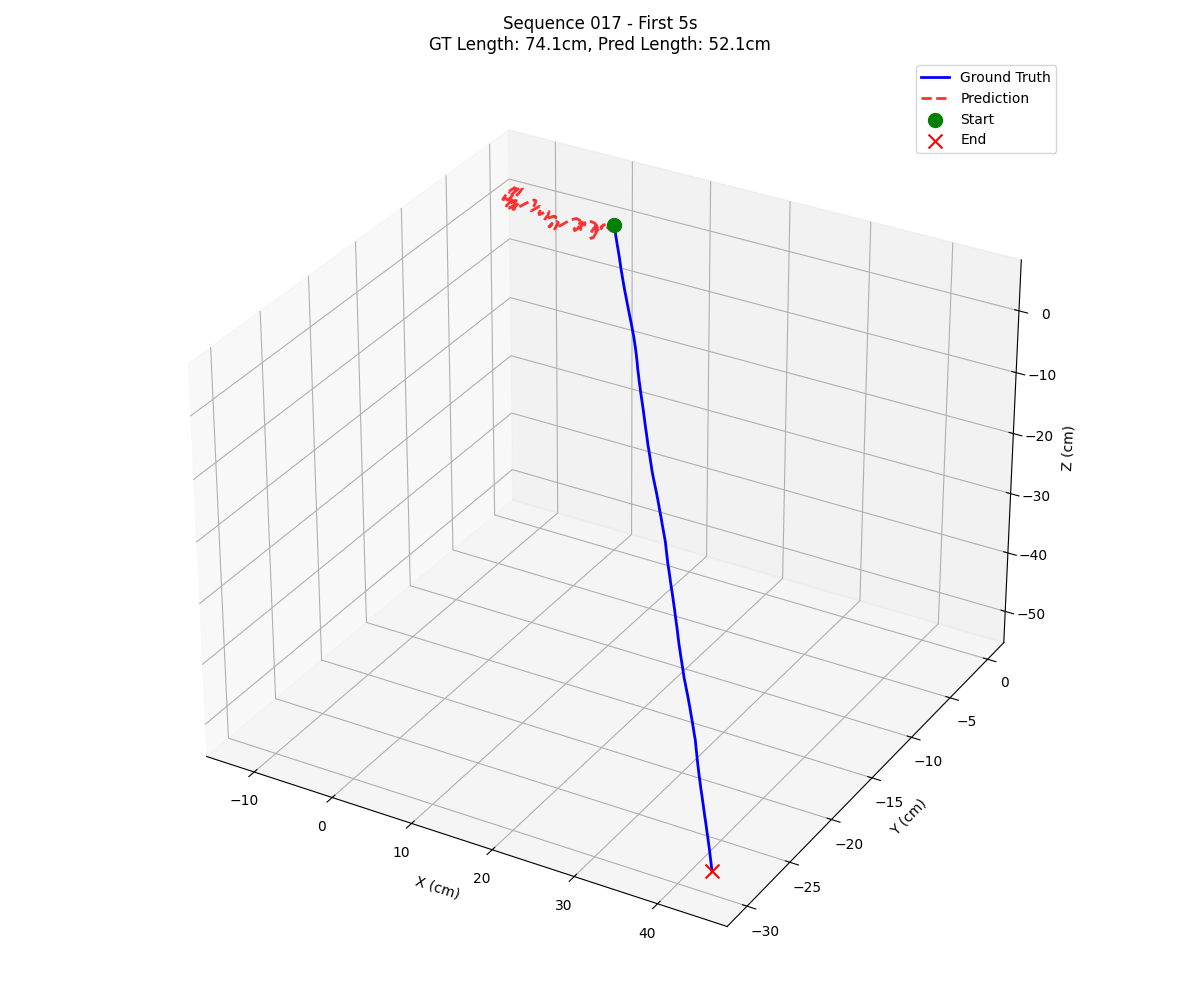 Sequence 017 - First 5s
GT Length: 74.1cm, Pred Length: 52.1cm
Ground Truth
Prediction
Start
End
0
−10
−20
−30
−40
−50
Z (cm)
0
−5
−10
−15
−20
−25
−30
Y (cm)
−10
0
10
20
30
40
X (cm)